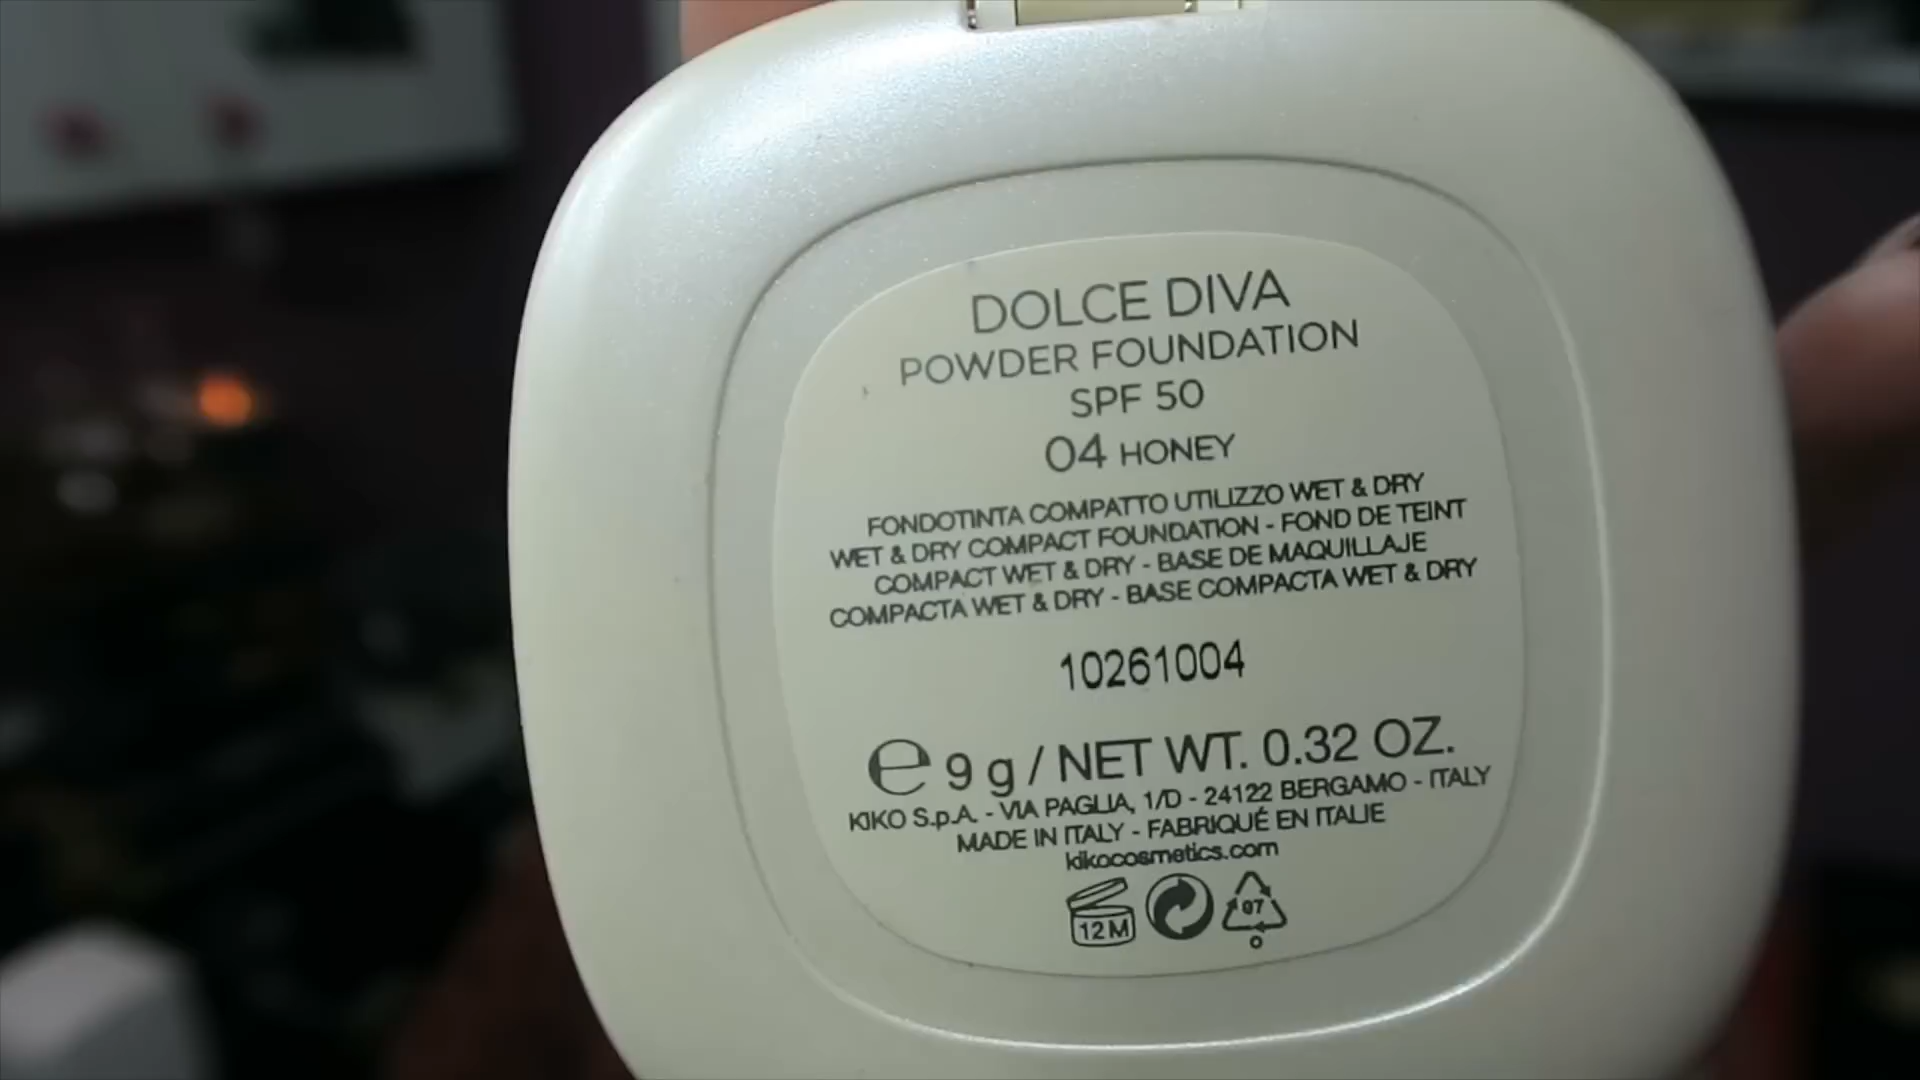 DOLCE DIVA
POWDER FOUNDATION
SPF 50
04 HONEY
FONDOTINTA COMPATTO UTILIZZO WET & DRY
WET & DRY COMPACT FOUNDATION - FOND DE TEINT
COMPACT WET & DRY - BASE DE MAQUILLAJE
COMPACTA WET & DRY - BASE COMPACTA WET & DRY
10261004
℮ 9 g / NET WT. 0.32 OZ.
KIKO S.p.A. - VIA PAGLIA, 1/D - 24122 BERGAMO - ITALY
MADE IN ITALY - FABRIQUÉ EN ITALIE
kikocosmetics.com
12 M 07
O